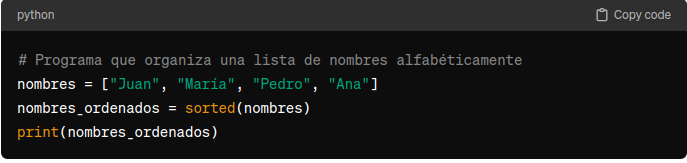 python
Copy code
# Programa que organiza una lista de nombres alfabéticamente
nombres = ["Juan", "María", "Pedro", "Ana"]
nombres_ordenados = sorted(nombres)
print(nombres_ordenados)